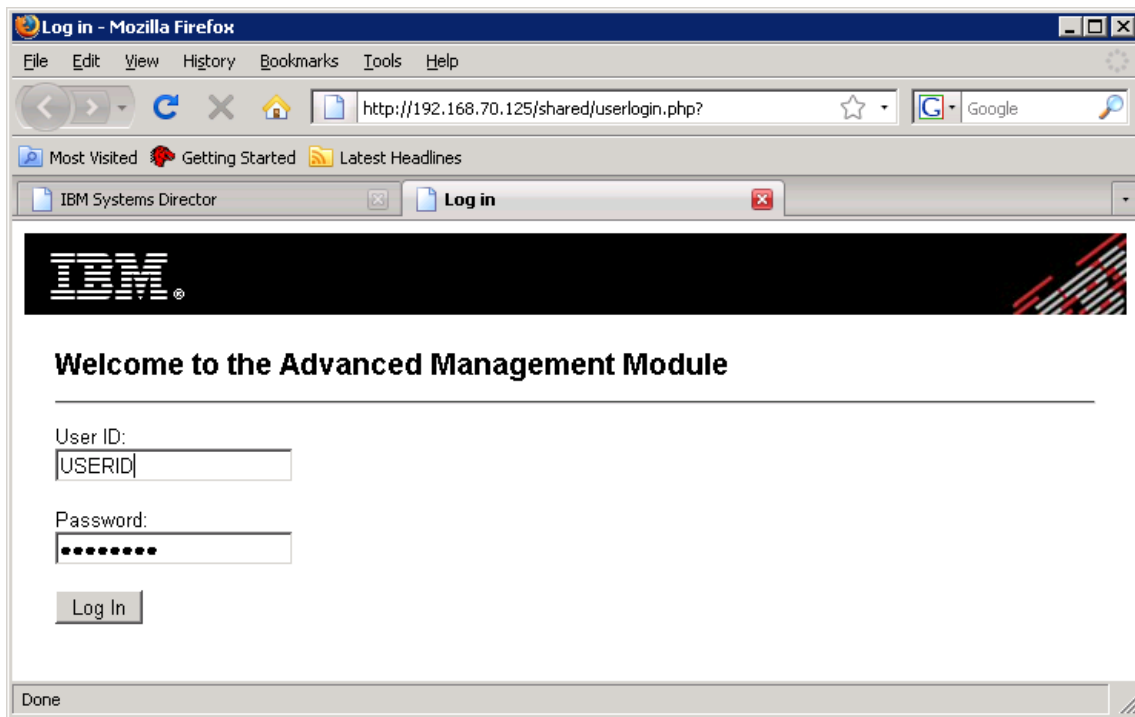 Log in - Mozilla Firefox
File Edit View History Bookmarks Tools Help
http://192.168.70.125/shared/userlogin.php? G Google
Most Visited Getting Started Latest Headlines
IBM Systems Director Log in
IBM®
Welcome to the Advanced Management Module
User ID:
USERID
Password:
••••••••
Log In
Done